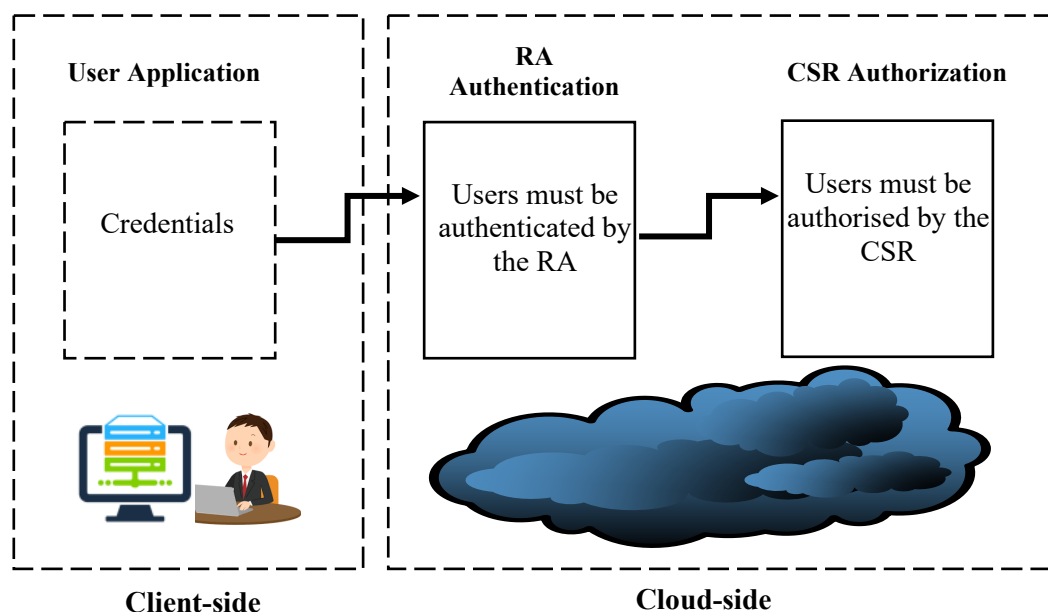 User Application
Credentials
RA
Authentication
Users must be
authenticated by
the RA
CSR Authorization
Users must be
authorised by the
CSR
Client-side
Cloud-side